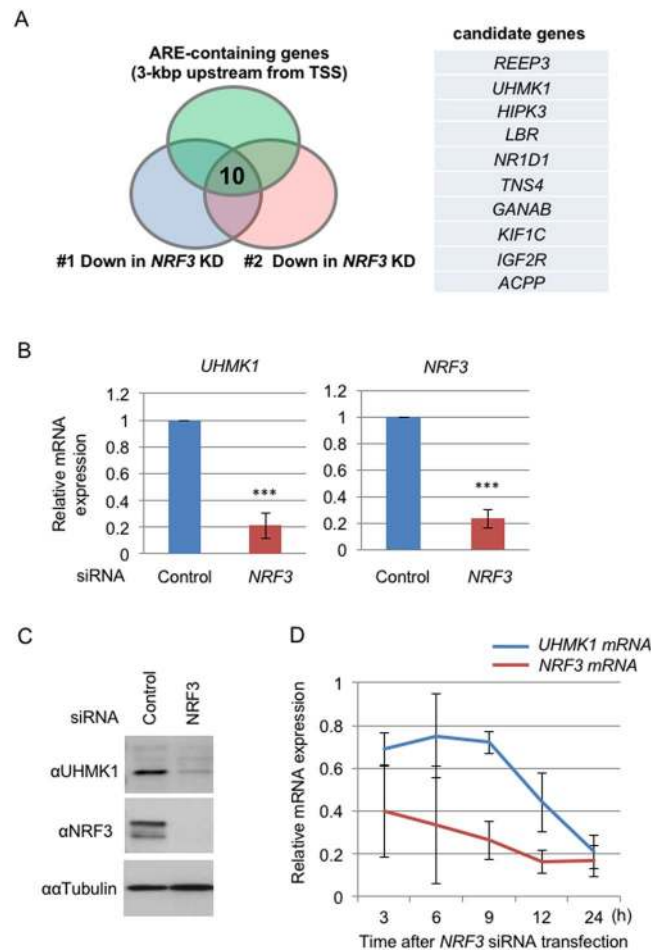 A
ARE-containing genes
(3-kbp upstream from TSS)
10
#1 Down in NRF3 KD
#2 Down in NRF3 KD
candidate genes
REEP3
UHMK1
HIPK3
LBR
NR1D1
TNS4
GANAB
KIF1C
IGF2R
ACPP
B
UHMK1
Relative mRNA
expression
1.2
1
0.8
0.6
0.4
0.2
0
***
siRNA
Control
NRF3
NRF3
1.2
1
0.8
0.6
0.4
0.2
0
***
Control
NRF3
C
siRNA
Control
NRF3
αUHMK1
αNRF3
ααTubulin
D
UHMK1 mRNA
NRF3 mRNA
Relative mRNA expression
1
0.8
0.6
0.4
0.2
0
3
6
9
12
24
(h)
Time after NRF3 siRNA transfection